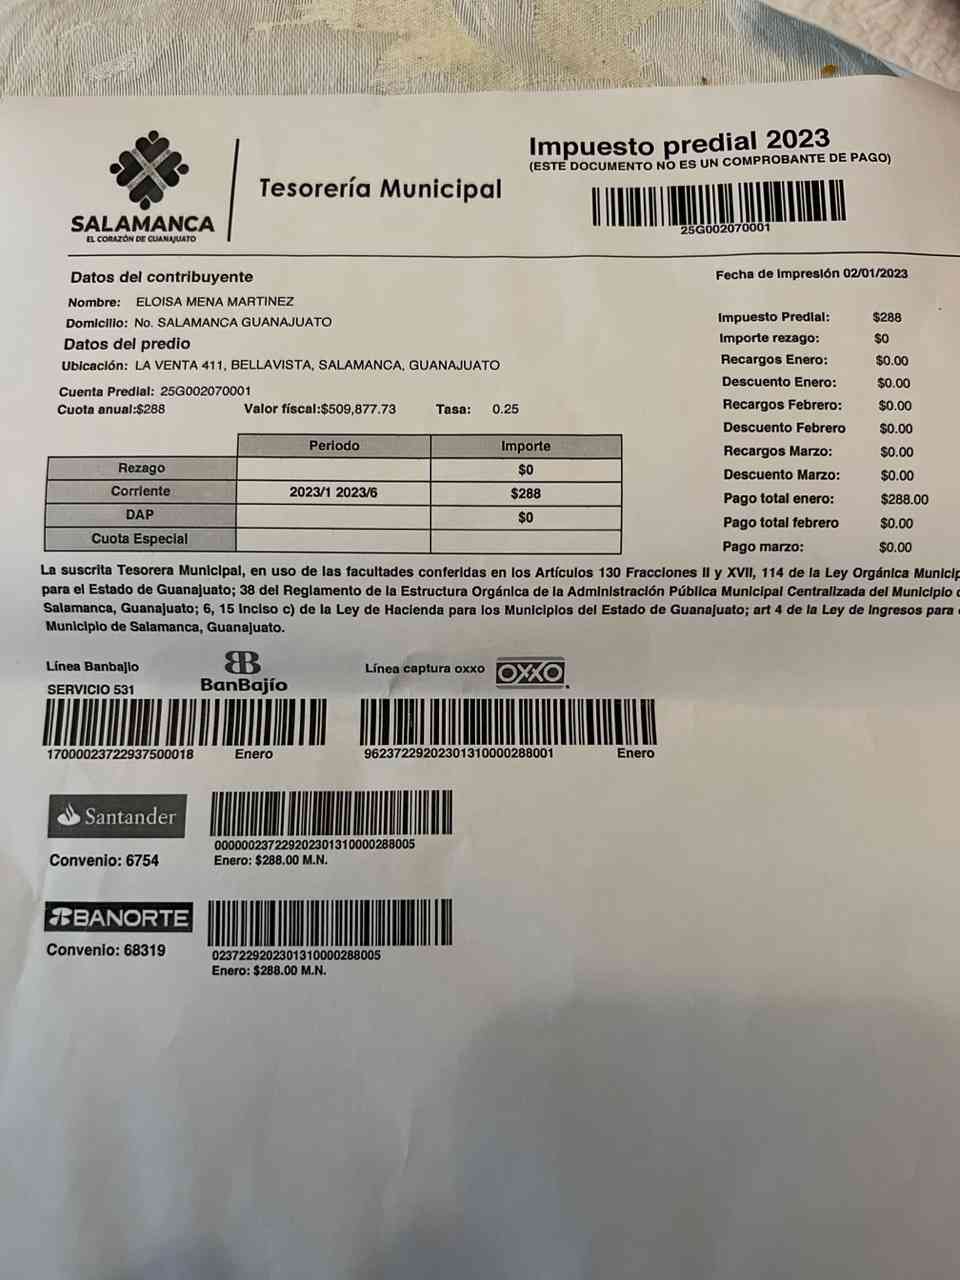 SALAMANCA
EL CORAZÓN DE GUANAJUATO
Tesorería Municipal
Impuesto predial 2023
(ESTE DOCUMENTO NO ES UN COMPROBANTE DE PAGO)
25G002070001
Datos del contribuyente
Nombre: ELOISA MENA MARTINEZ
Domicilio: No. SALAMANCA GUANAJUATO
Datos del predio
Ubicación: LA VENTA 411, BELLAVISTA, SALAMANCA, GUANAJUATO
Cuenta Predial: 25G002070001
Cuota anual:$288 Valor físcal:$509,877.73 Tasa: 0.25
Periodo Importe
Rezago $0
Corriente 2023/1 2023/6 $288
DAP $0
Cuota Especial
Fecha de impresión 02/01/2023
Impuesto Predial: $288
Importe rezago: $0
Recargos Enero: $0.00
Descuento Enero: $0.00
Recargos Febrero: $0.00
Descuento Febrero $0.00
Recargos Marzo: $0.00
Descuento Marzo: $0.00
Pago total enero: $288.00
Pago total febrero $0.00
Pago marzo: $0.00
La suscrita Tesorera Municipal, en uso de las facultades conferidas en los Artículos 130 Fracciones II y XVII, 114 de la Ley Orgánica Municip
para el Estado de Guanajuato; 38 del Reglamento de la Estructura Orgánica de la Administración Pública Municipal Centralizada del Municipio
Salamanca, Guanajuato; 6, 15 Inciso c) de la Ley de Hacienda para los Municipios del Estado de Guanajuato; art 4 de la Ley de Ingresos para
Municipio de Salamanca, Guanajuato.
Línea Banbajio
SERVICIO 531
BanBajío
17000023722937500018 Enero
Línea captura oxxo OXXO
96237229202301310000288001 Enero
Santander
Convenio: 6754
000000237229202301310000288005
Enero: $288.00 M.N.
BANORTE
Convenio: 68319
0237229202301310000288005
Enero: $288.00 M.N.